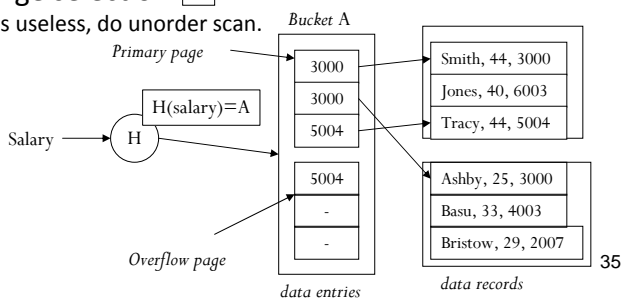 s useless, do unorder scan.
Bucket A
Primary page
3000
3000
5004
Smith, 44, 3000
Jones, 40, 6003
Tracy, 44, 5004
H(salary)=A
Salary
H
5004
-
-
Ashby, 25, 3000
Basu, 33, 4003
Bristow, 29, 2007
Overflow page
35
data entries
data records